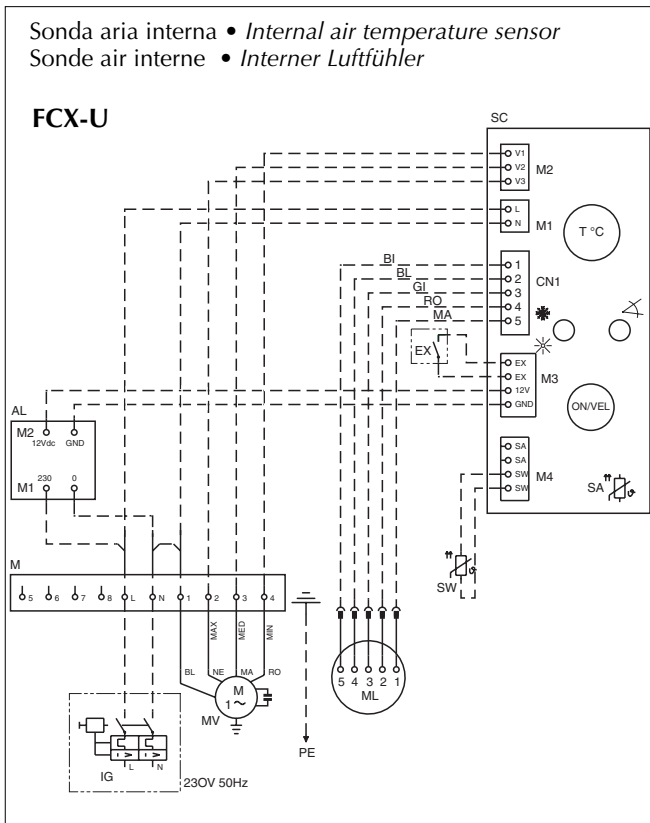 Sonda aria interna • Internal air temperature sensor
Sonde air interne • Interner Luftfühler
FCX-U
SC
V1
V2
V3
M2
L
N
M1
T °C
BI
BL
GI
RO
MA
1
2
3
4
5
CN1
EX
EX
EX
12V
GND
M3
ON/VEL
AL
M2
12Vdc
GND
M1
230
0
SA
SA
SW
SW
M4
SA
SW
M
5
6
7
8
L
N
1
2
3
4
MAX
MED
MIN
BL
NE
MA
RO
M
1 ~
MV
5
4
3
2
1
ML
PE
IG
L
N
230V 50Hz